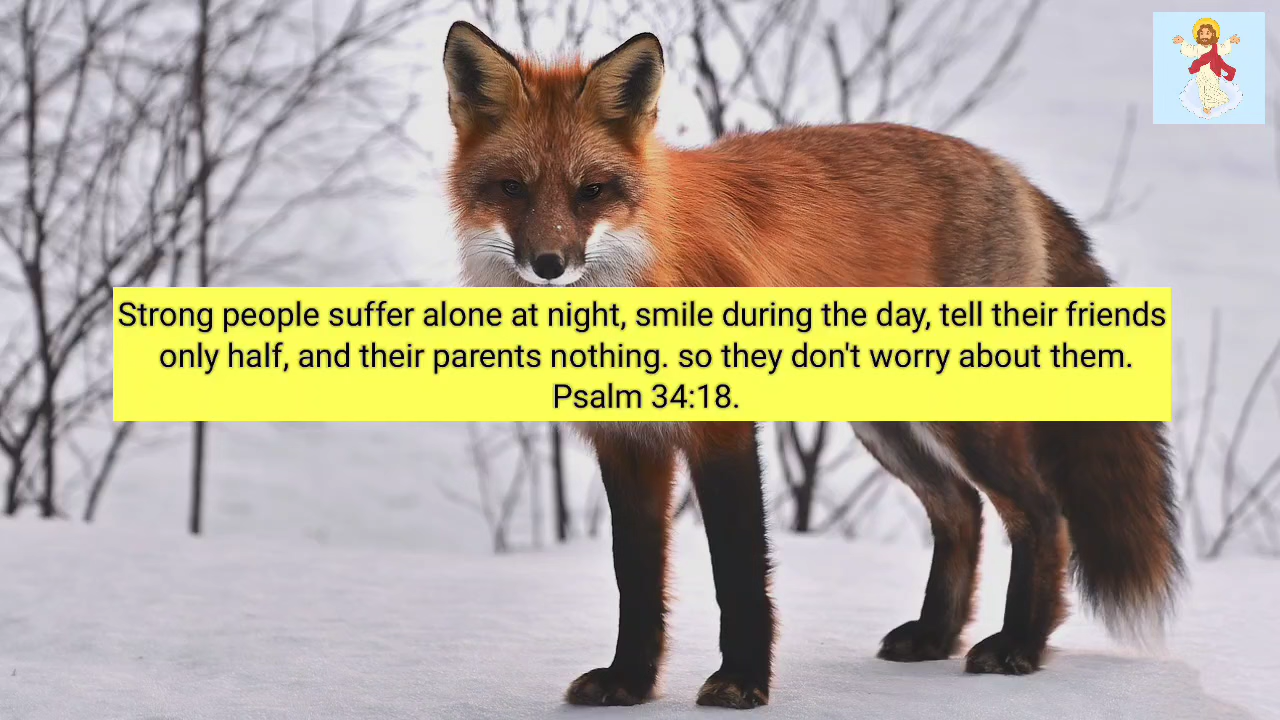 Strong people suffer alone at night, smile during the day, tell their friends
only half, and their parents nothing. so they don't worry about them.
Psalm 34:18.